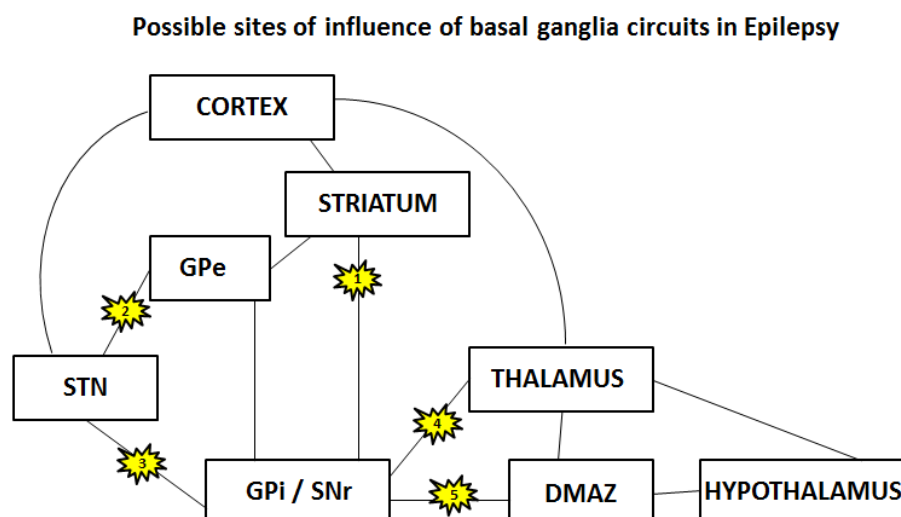 Possible sites of influence of basal ganglia circuits in Epilepsy
CORTEX
STRIATUM
GPe
1
2
STN
THALAMUS
4
3
GPi / SNr
5
DMAZ
HYPOTHALAMUS